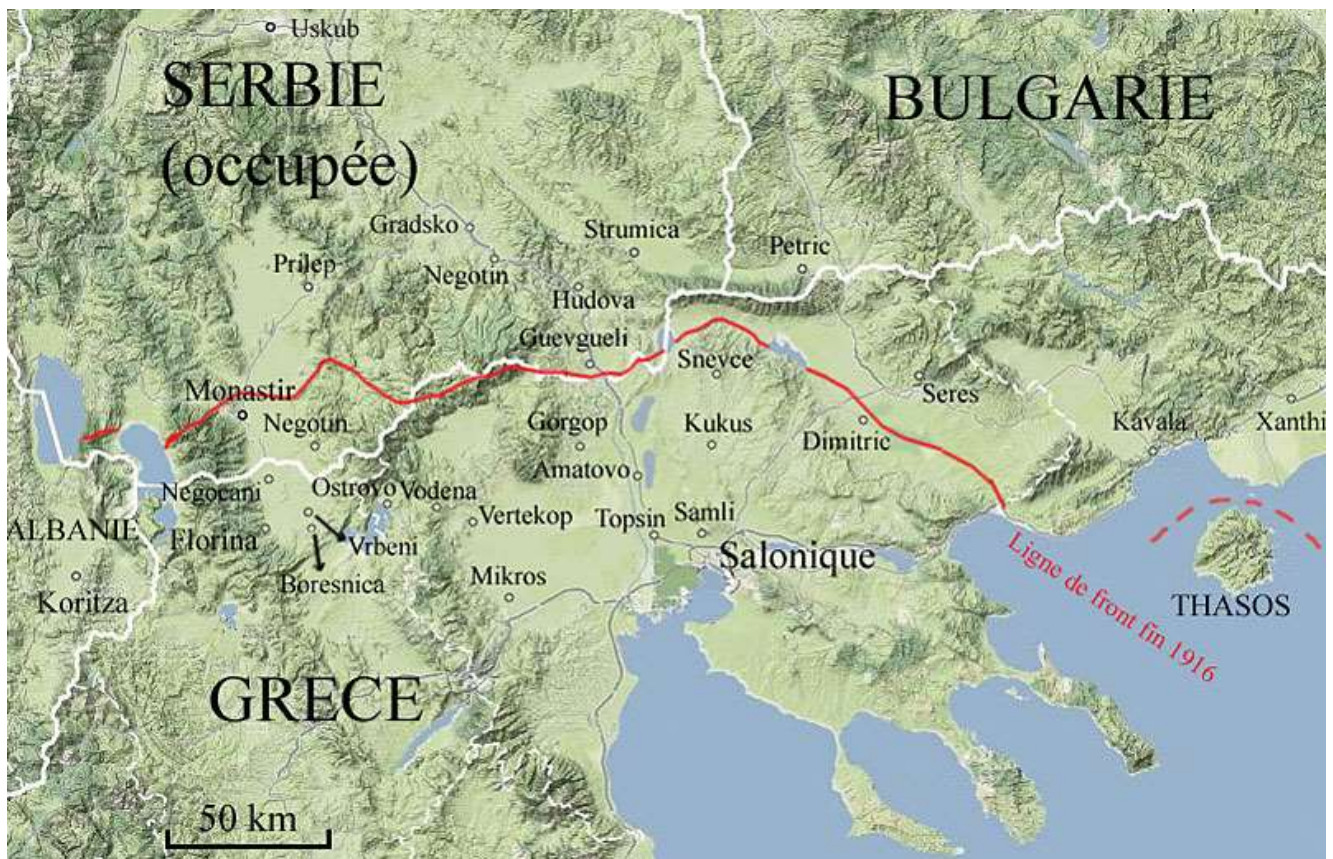 Uskub
SERBIE
(occupée)
BULGARIE
Gradsko
Strumica
Petric
Prilep
Negotin
Hudova
Guevgueli
Snevce
Monastir
Seres
Negotin
Gorgop
Kukus
Dimitric
Kavala
Xanthi
Amatovo
Negocani
Ostrovo
Vodena
ALBANIE
Florina
Vrbeni
Vertekop
Topsin
Samli
Salonique
Boresnica
Mikros
Koritza
Ligne de front fin 1916
THASOS
GRECE
50 km